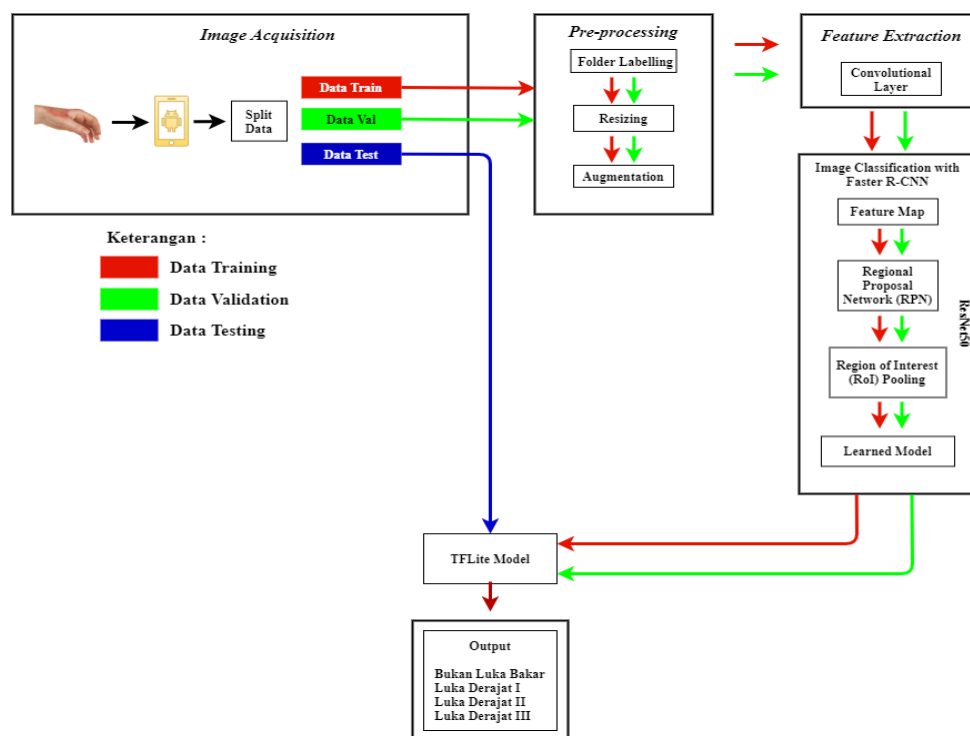 Image Acquisition
Split
Data
Data Train
Data Val
Data Test
Pre-processing
Folder Labelling
Resizing
Augmentation
Feature Extraction
Convolutional
Layer
Image Classification with
Faster R-CNN
Feature Map
Regional
Proposal
Network (RPN)
Region of Interest
(RoI) Pooling
Learned Model
ResNet50
Keterangan :
Data Training
Data Validation
Data Testing
TFLite Model
Output
Bukan Luka Bakar
Luka Derajat I
Luka Derajat II
Luka Derajat III